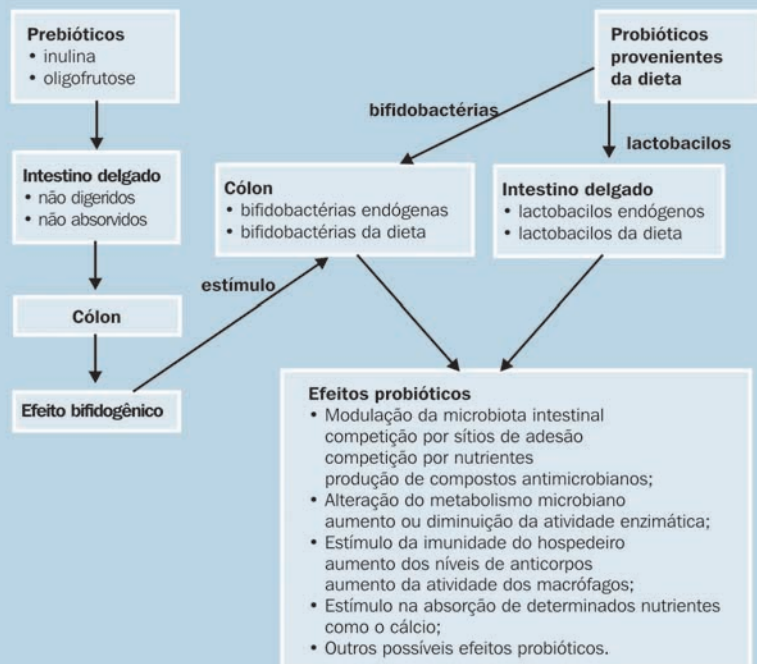 Prebióticos
• inulina
• oligofrutose
Probióticos
provenientes
da dieta
bifidobactérias
lactobacilos
Intestino delgado
• não digeridos
• não absorvidos
Cólon
• bifidobactérias endógenas
• bifidobactérias da dieta
Intestino delgado
• lactobacilos endógenos
• lactobacilos da dieta
estímulo
Cólon
Efeito bifidogênico
Efeitos probióticos
• Modulação da microbiota intestinal
competição por sítios de adesão
competição por nutrientes
produção de compostos antimicrobianos;
• Alteração do metabolismo microbiano
aumento ou diminuição da atividade enzimática;
• Estímulo da imunidade do hospedeiro
aumento dos níveis de anticorpos
aumento da atividade dos macrófagos;
• Estímulo na absorção de determinados nutrientes
como o cálcio;
• Outros possíveis efeitos probióticos.